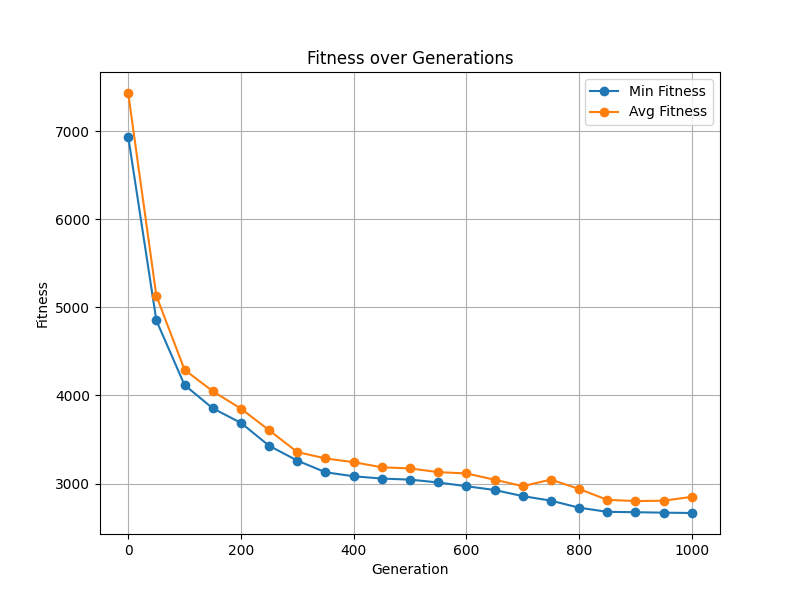 Fitness over Generations
Min Fitness
Avg Fitness
7000
6000
5000
4000
3000
Fitness
0 200 400 600 800 1000
Generation